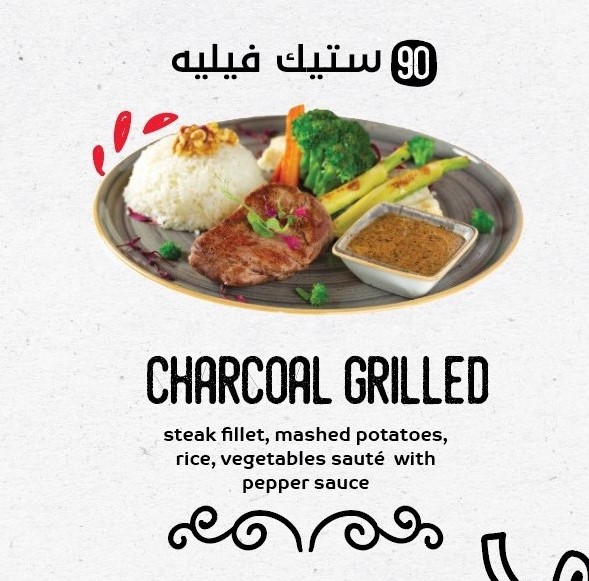 ستيك فيليه 90
CHARCOAL GRILLED
steak fillet, mashed potatoes,
rice, vegetables sauté with
pepper sauce